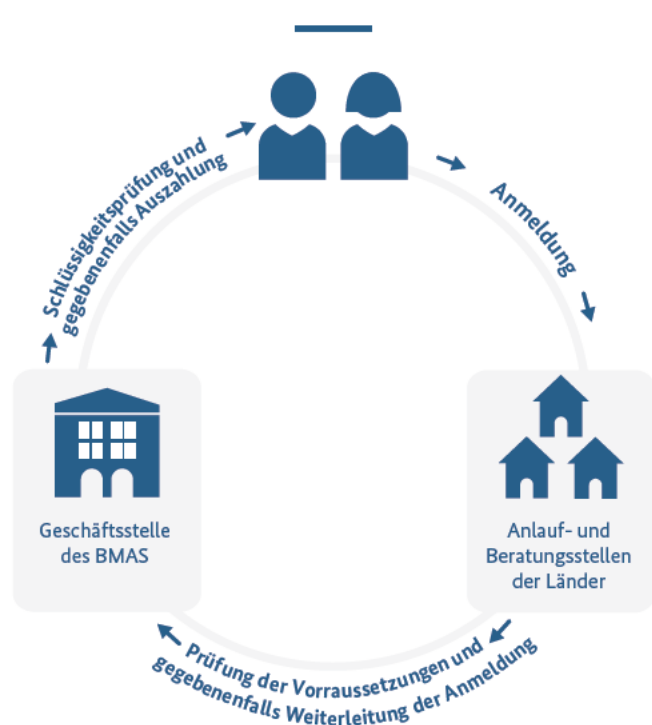 Schlüssigkeitsprüfung und
gegebenenfalls Auszahlung
Anmeldung
Geschäftsstelle
des BMAS
Anlauf- und
Beratungsstellen
der Länder
Prüfung der Vorraussetzungen und
gegebenenfalls Weiterleitung der Anmeldung